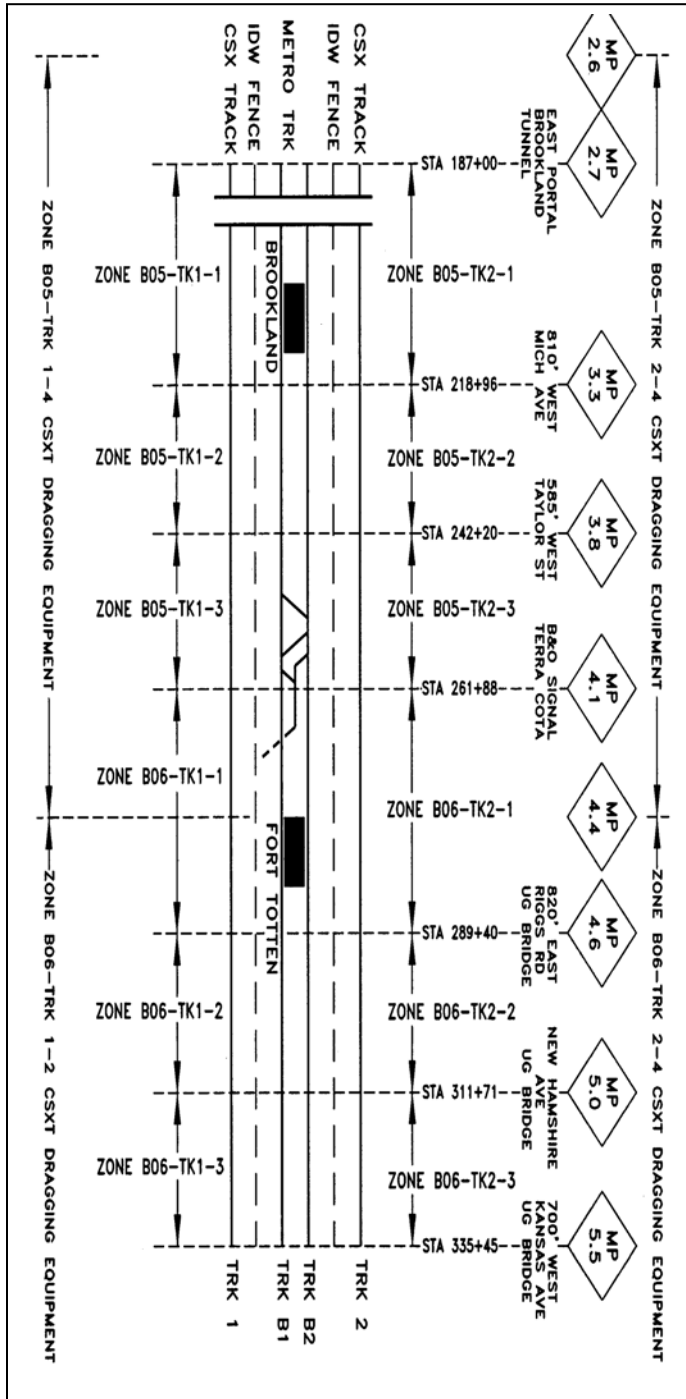 CSX TRACK
IDW FENCE
METRO TRK
IDW FENCE
CSX TRACK
MP
2.6
MP
2.7
EAST PORTAL
BROOKLAND
TUNNEL
STA 187+00
ZONE B05-TRK 1-4 CSXT DRAGGING EQUIPMENT
ZONE B05-TRK 2-4 CSXT DRAGGING EQUIPMENT
ZONE B05-TK1-1
BROOKLAND
ZONE B05-TK2-1
STA 218+96
810' WEST
MICH AVE
MP
3.3
ZONE B05-TK1-2
ZONE B05-TK2-2
STA 242+20
585' WEST
TAYLOR ST
MP
3.8
ZONE B05-TK1-3
ZONE B05-TK2-3
STA 261+88
B&O SIGNAL
TERRA COTA
MP
4.1
ZONE B06-TK1-1
FORT TOTTEN
ZONE B06-TK2-1
MP
4.4
STA 289+40
820' EAST
RIGGS RD
UG BRIDGE
MP
4.6
ZONE B06-TK1-2
ZONE B06-TK2-2
STA 311+71
NEW HAMSHIRE
AVE
UG BRIDGE
MP
5.0
ZONE B06-TK1-3
ZONE B06-TK2-3
STA 335+45
700' WEST
KANSAS AVE
UG BRIDGE
MP
5.5
ZONE B06-TRK 1-2 CSXT DRAGGING EQUIPMENT
ZONE B06-TRK 2-4 CSXT DRAGGING EQUIPMENT
TRK 1
TRK B1
TRK B2
TRK 2